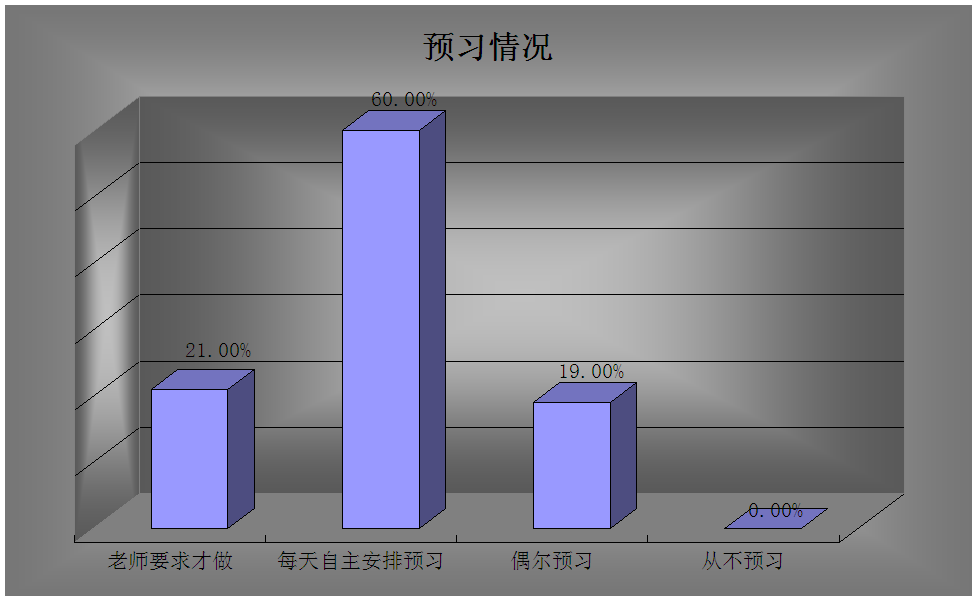 预习情况
60.00%
21.00%
19.00%
0.00%
老师要求才做
每天自主安排预习
偶尔预习
从不预习